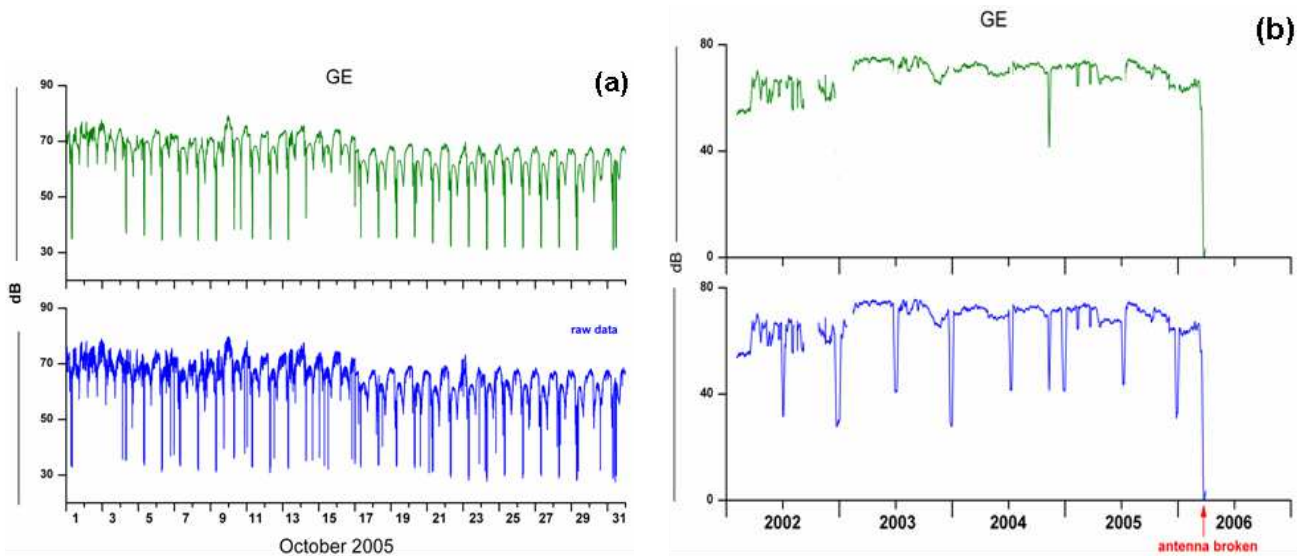 GE
(a)
90
70
50
30
dB
90
70
50
30
raw data
1 3 5 7 9 11 13 15 17 19 21 23 25 27 29 31
October 2005
GE
(b)
80
40
0
dB
80
40
0
2002 2003 2004 2005 2006
antenna broken